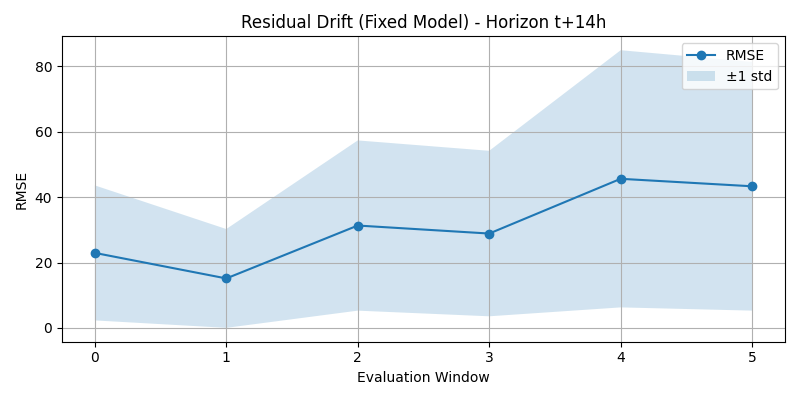 Residual Drift (Fixed Model) - Horizon t+14h
RMSE
±1 std
80
60
40
20
0
RMSE
0 1 2 3 4 5
Evaluation Window